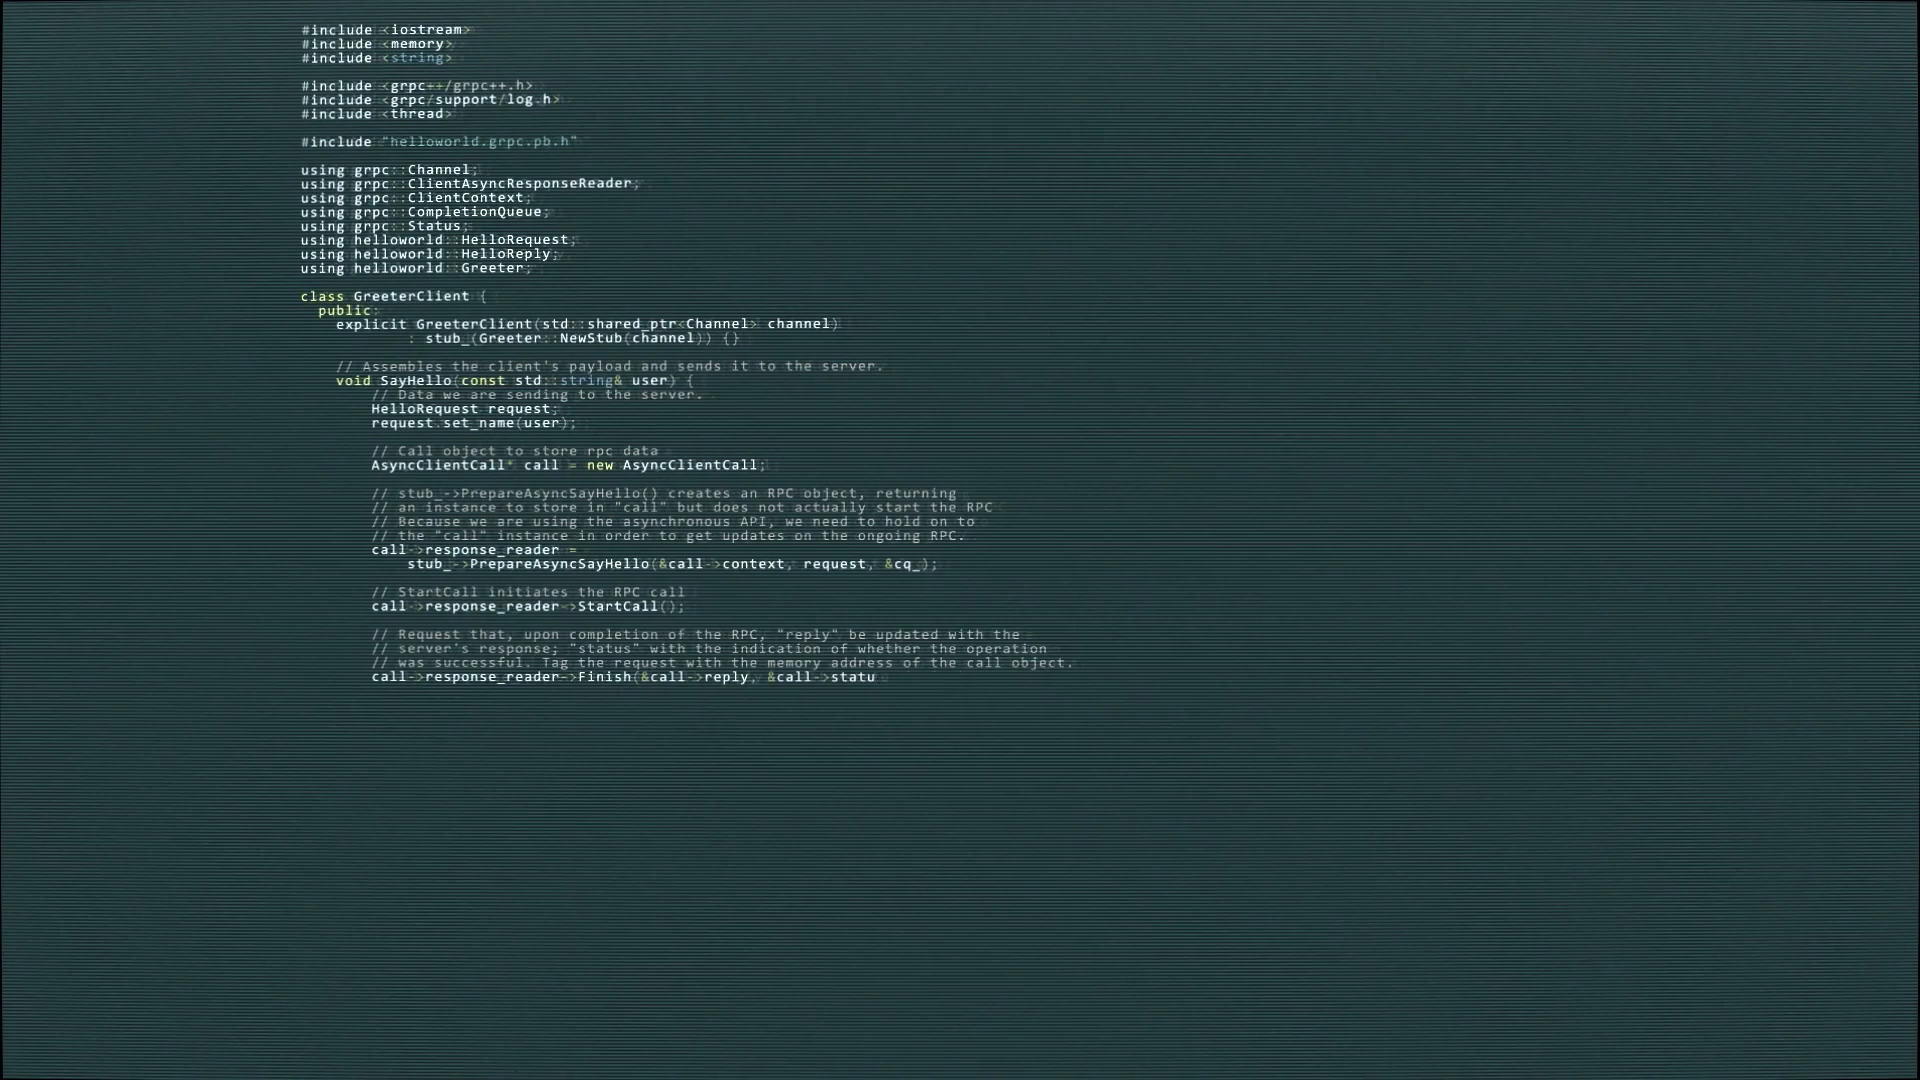 #include <iostream>
#include <memory>
#include <string>
#include <grpc++/grpc++.h>
#include <grpc/support/log.h>
#include <thread>
#include "helloworld.grpc.pb.h"
using grpc::Channel;
using grpc::ClientAsyncResponseReader;
using grpc::ClientContext;
using grpc::CompletionQueue;
using grpc::Status;
using helloworld::HelloRequest;
using helloworld::HelloReply;
using helloworld::Greeter;
class GreeterClient {
public:
explicit GreeterClient(std::shared_ptr<Channel> channel)
: stub_(Greeter::NewStub(channel)) {}
// Assembles the client's payload and sends it to the server.
void SayHello(const std::string& user) {
// Data we are sending to the server.
HelloRequest request;
request.set_name(user);
// Call object to store rpc data
AsyncClientCall* call = new AsyncClientCall;
// stub_->PrepareAsyncSayHello() creates an RPC object, returning
// an instance to store in "call" but does not actually start the RPC
// Because we are using the asynchronous API, we need to hold on to
// the "call" instance in order to get updates on the ongoing RPC.
call->response_reader =
stub_->PrepareAsyncSayHello(&call->context, request, &cq_);
// StartCall initiates the RPC call
call->response_reader->StartCall();
// Request that, upon completion of the RPC, "reply" be updated with the
// server's response; "status" with the indication of whether the operation
// was successful. Tag the request with the memory address of the call object.
call->response_reader->Finish(&call->reply, &call->statu